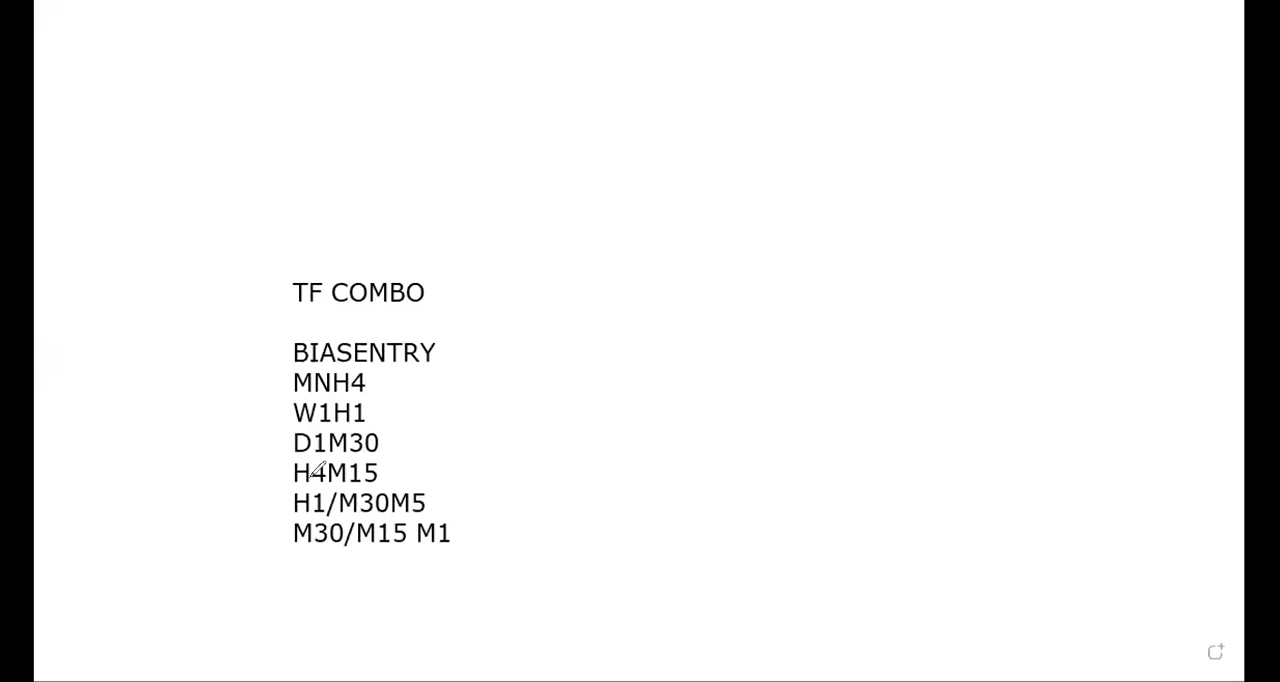 TF COMBO
BIASENTRY
MNH4
W1H1
D1M30
H4M15
H1/M30M5
M30/M15 M1